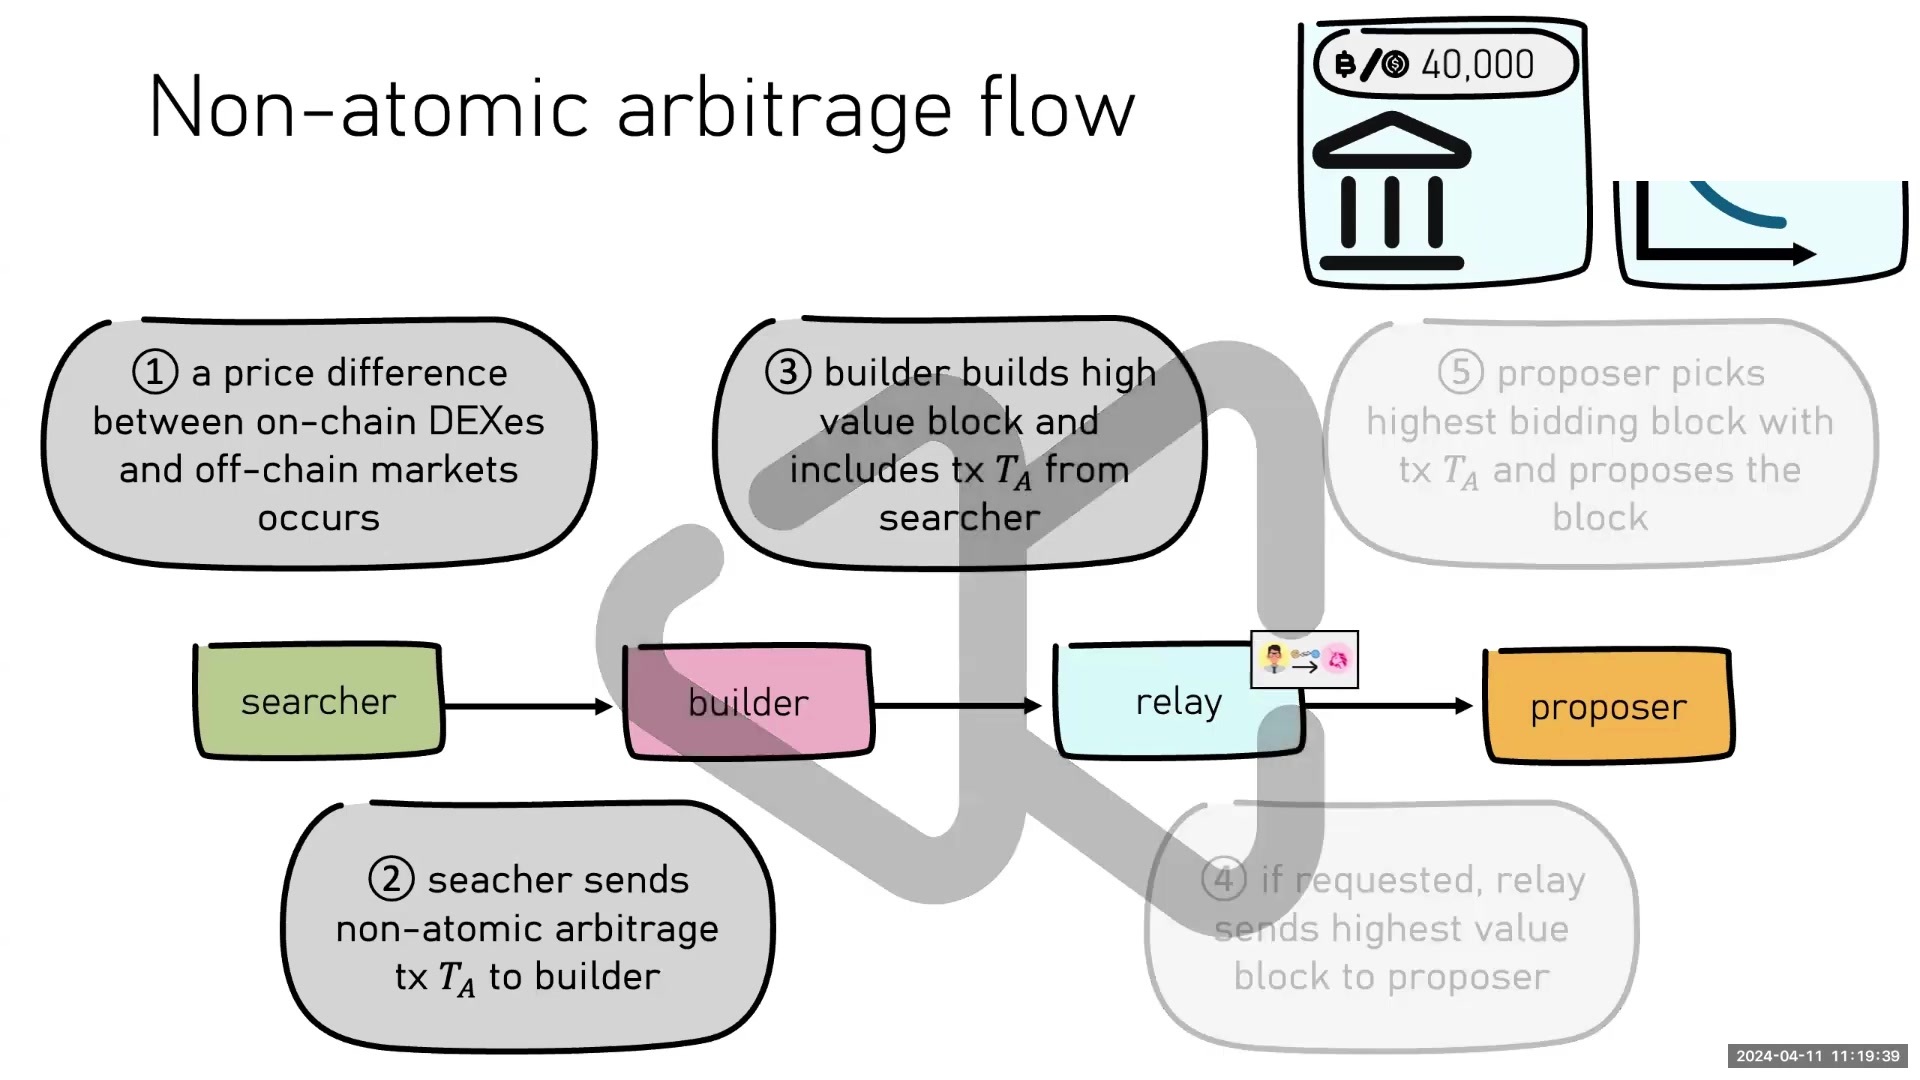 Non-atomic arbitrage flow
₿/$ 40,000
① a price difference
between on-chain DEXes
and off-chain markets
occurs
③ builder builds high
value block and
includes tx T_A from
searcher
⑤ proposer picks
highest bidding block with
tx T_A and proposes the
block
searcher
builder
relay
proposer
② seacher sends
non-atomic arbitrage
tx T_A to builder
④ if requested, relay
sends highest value
block to proposer
2024-04-11 11:19:39